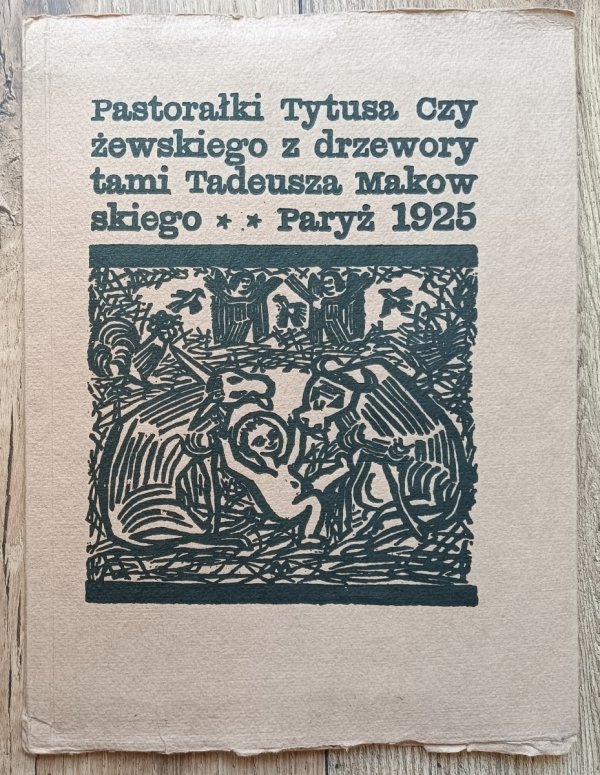 Pastorałki Tytusa Czy
żewskiego z drzewory
tami Tadeusza Makow
skiego * * Paryż 1925